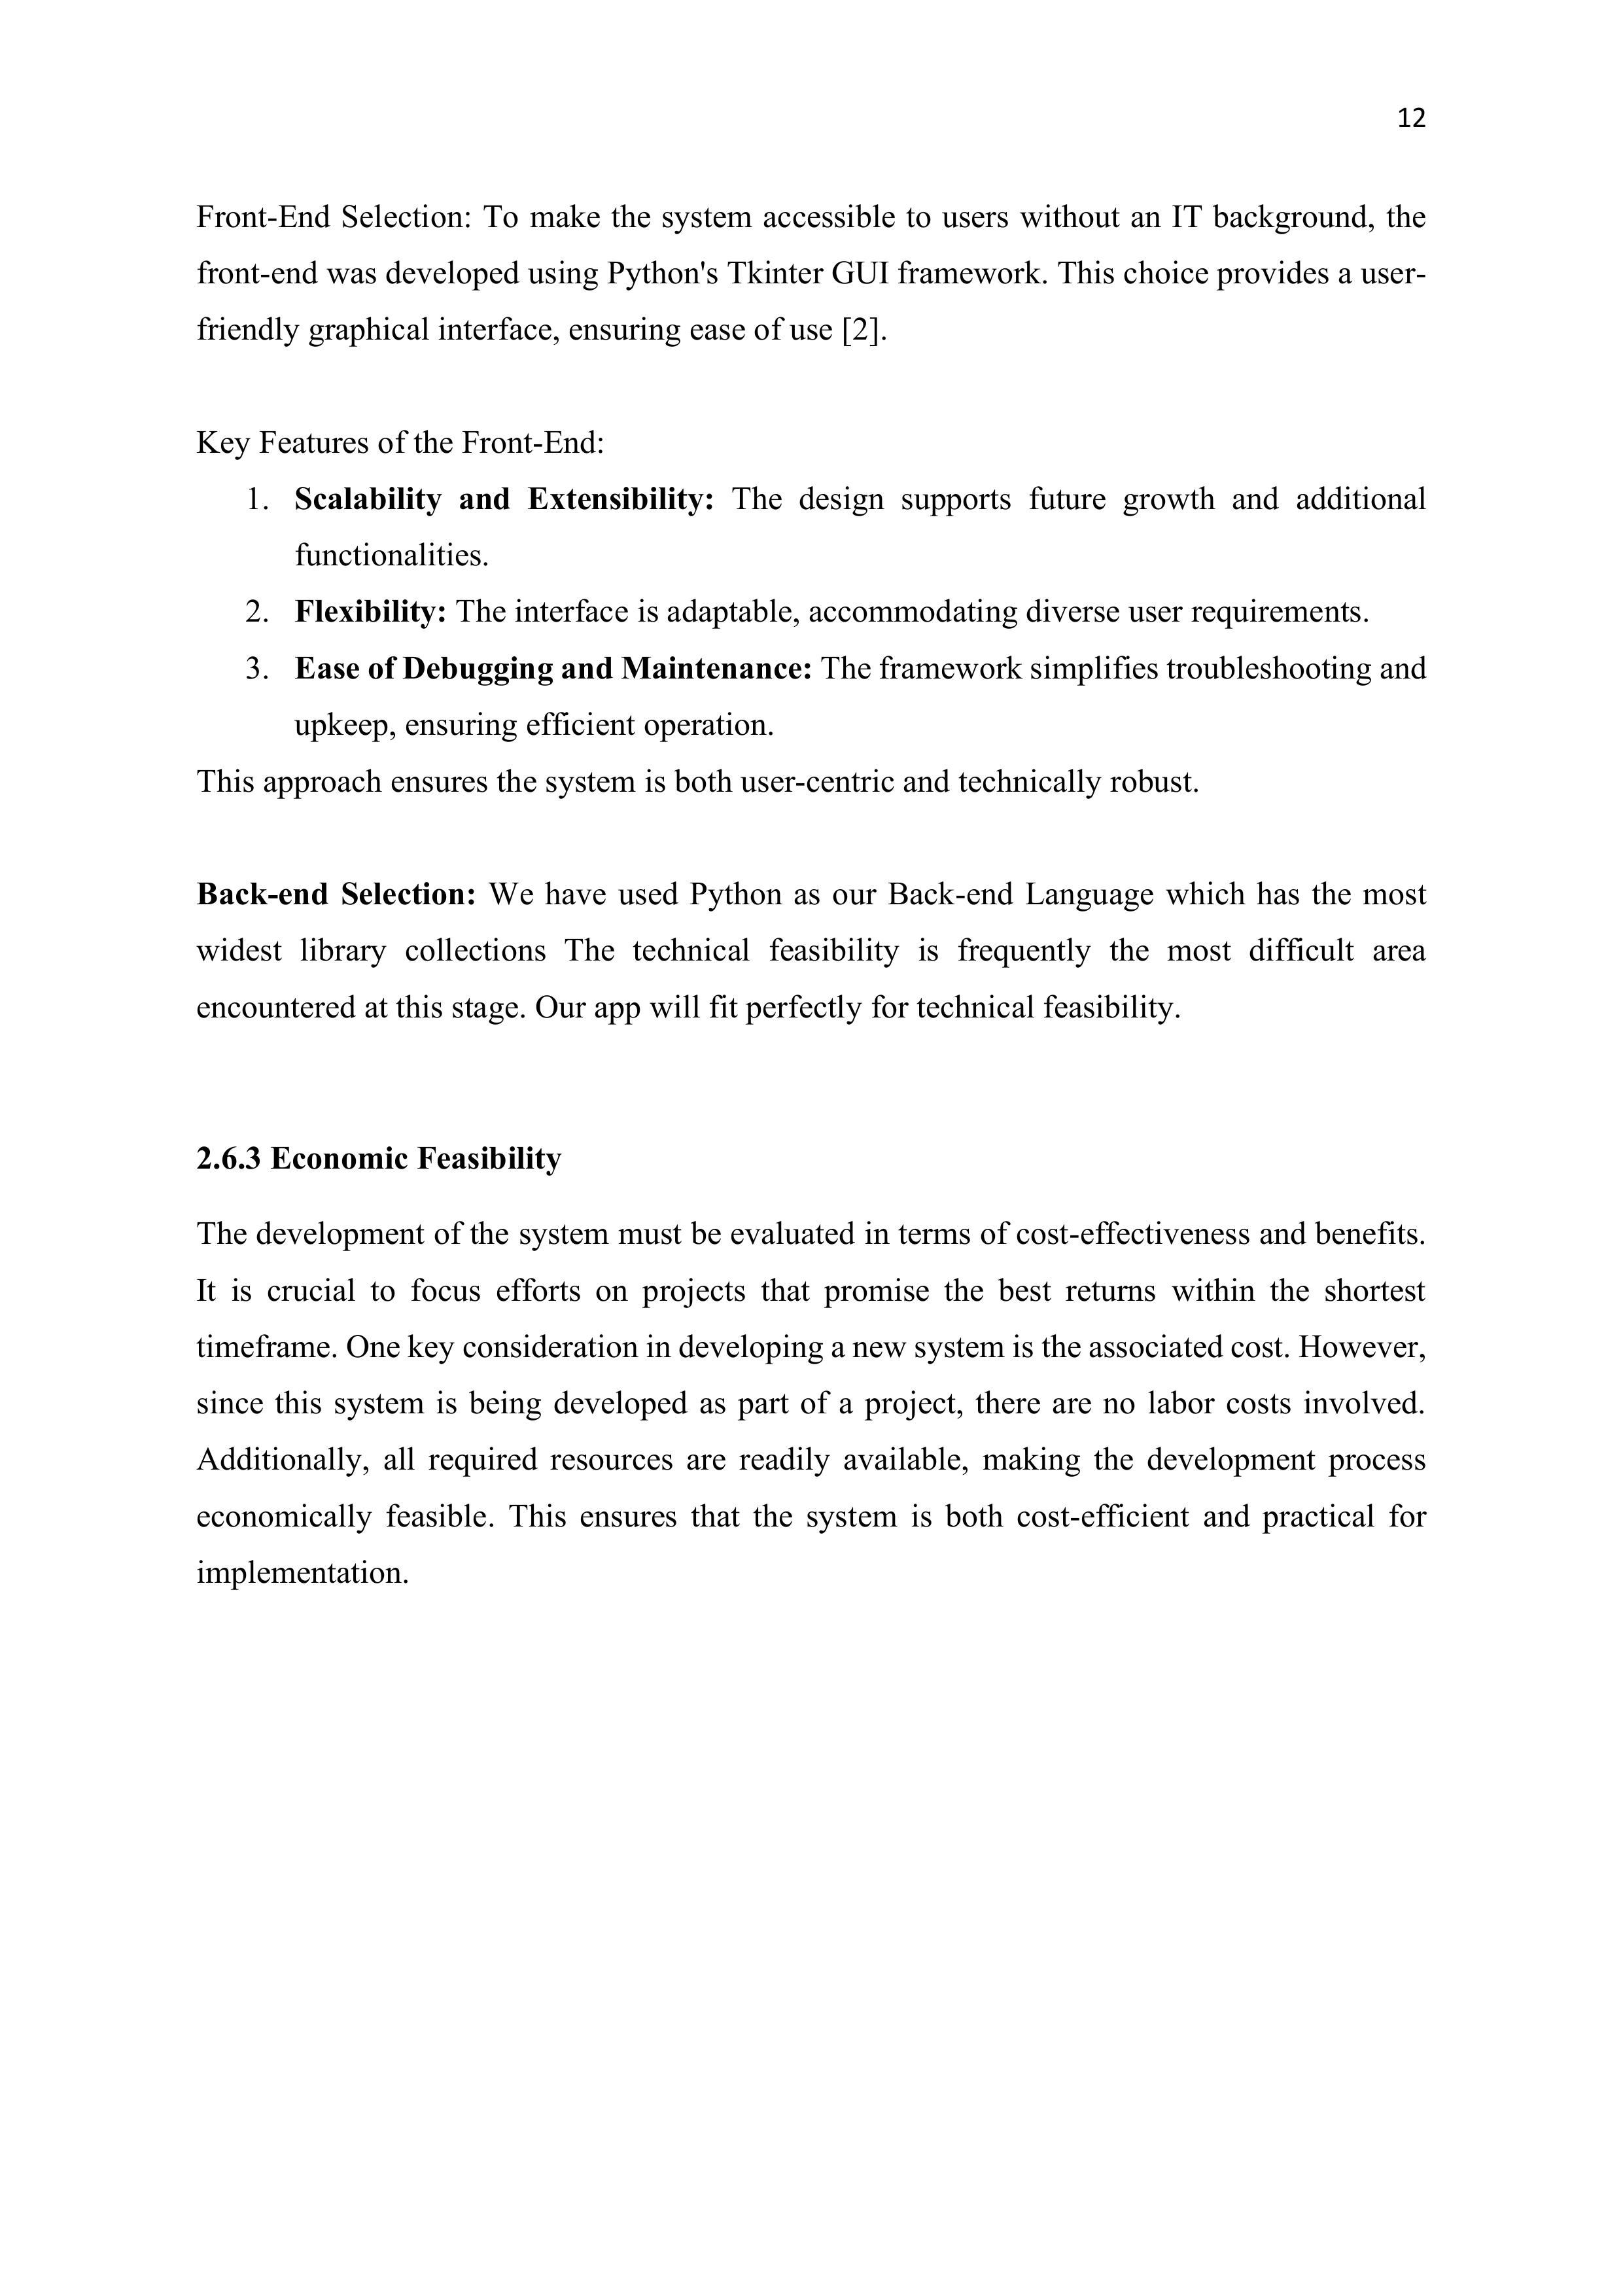 12
Front-End Selection: To make the system accessible to users without an IT background, the
front-end was developed using Python's Tkinter GUI framework. This choice provides a user-
friendly graphical interface, ensuring ease of use [2].
Key Features of the Front-End:
1. Scalability and Extensibility: The design supports future growth and additional
functionalities.
2. Flexibility: The interface is adaptable, accommodating diverse user requirements.
3. Ease of Debugging and Maintenance: The framework simplifies troubleshooting and
upkeep, ensuring efficient operation.
This approach ensures the system is both user-centric and technically robust.
Back-end Selection: We have used Python as our Back-end Language which has the most
widest library collections The technical feasibility is frequently the most difficult area
encountered at this stage. Our app will fit perfectly for technical feasibility.
2.6.3 Economic Feasibility
The development of the system must be evaluated in terms of cost-effectiveness and benefits.
It is crucial to focus efforts on projects that promise the best returns within the shortest
timeframe. One key consideration in developing a new system is the associated cost. However,
since this system is being developed as part of a project, there are no labor costs involved.
Additionally, all required resources are readily available, making the development process
economically feasible. This ensures that the system is both cost-efficient and practical for
implementation.